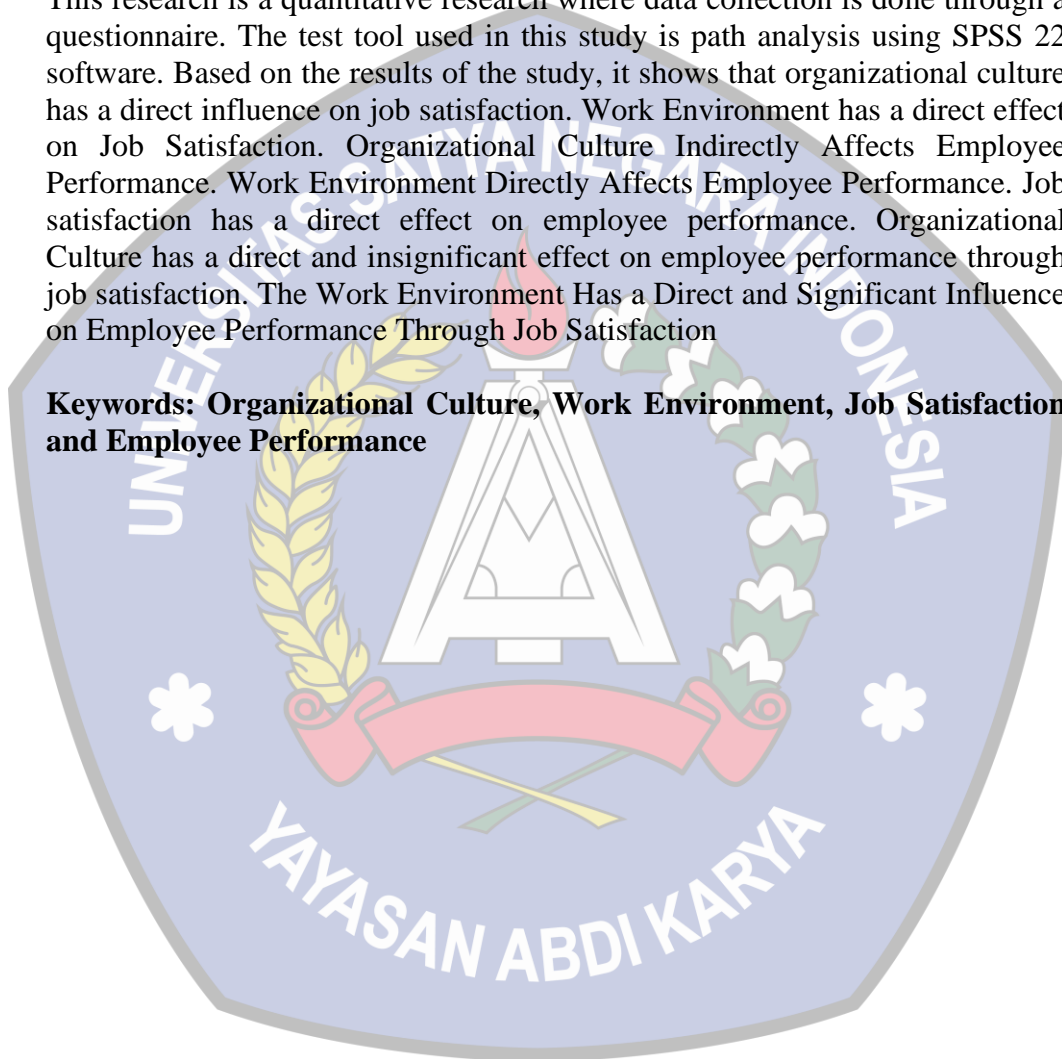 This research is a quantitative research where data collection is done through a
questionnaire. The test tool used in this study is path analysis using SPSS 22
software. Based on the results of the study, it shows that organizational culture
has a direct influence on job satisfaction. Work Environment has a direct effect
on Job Satisfaction. Organizational Culture Indirectly Affects Employee
Performance. Work Environment Directly Affects Employee Performance. Job
satisfaction has a direct effect on employee performance. Organizational
Culture has a direct and insignificant effect on employee performance through
job satisfaction. The Work Environment Has a Direct and Significant Influence
on Employee Performance Through Job Satisfaction
Keywords: Organizational Culture, Work Environment, Job Satisfaction
and Employee Performance
UNIVERSITAS SATYA NEGARA INDONESIA
YAYASAN ABDI KARYA